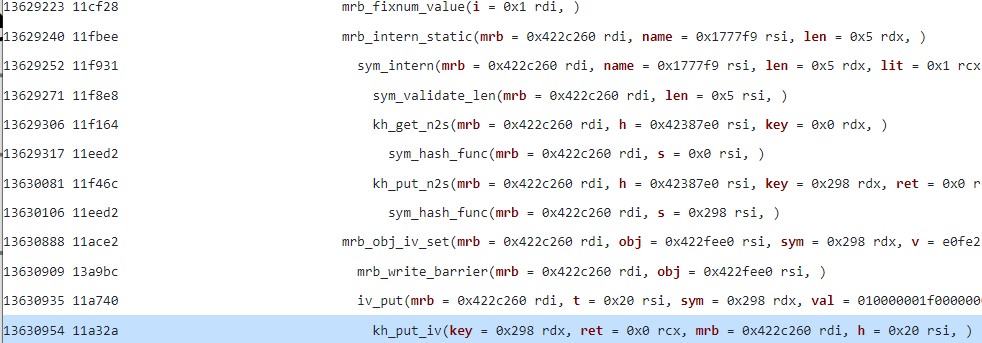 13629223 11cf28 mrb_fixnum_value(i = 0x1 rdi, )
13629240 11fbee mrb_intern_static(mrb = 0x422c260 rdi, name = 0x1777f9 rsi, len = 0x5 rdx, )
13629252 11f931 sym_intern(mrb = 0x422c260 rdi, name = 0x1777f9 rsi, len = 0x5 rdx, lit = 0x1 rcx
13629271 11f8e8 sym_validate_len(mrb = 0x422c260 rdi, len = 0x5 rsi, )
13629306 11f164 kh_get_n2s(mrb = 0x422c260 rdi, h = 0x42387e0 rsi, key = 0x0 rdx, )
13629317 11eed2 sym_hash_func(mrb = 0x422c260 rdi, s = 0x0 rsi, )
13630081 11f46c kh_put_n2s(mrb = 0x422c260 rdi, h = 0x42387e0 rsi, key = 0x298 rdx, ret = 0x0 r
13630106 11eed2 sym_hash_func(mrb = 0x422c260 rdi, s = 0x298 rsi, )
13630888 11ace2 mrb_obj_iv_set(mrb = 0x422c260 rdi, obj = 0x422fee0 rsi, sym = 0x298 rdx, v = e0fe2
13630909 13a9bc mrb_write_barrier(mrb = 0x422c260 rdi, obj = 0x422fee0 rsi, )
13630935 11a740 iv_put(mrb = 0x422c260 rdi, t = 0x20 rsi, sym = 0x298 rdx, val = 010000001f0000000
13630954 11a32a kh_put_iv(key = 0x298 rdx, ret = 0x0 rcx, mrb = 0x422c260 rdi, h = 0x20 rsi, )